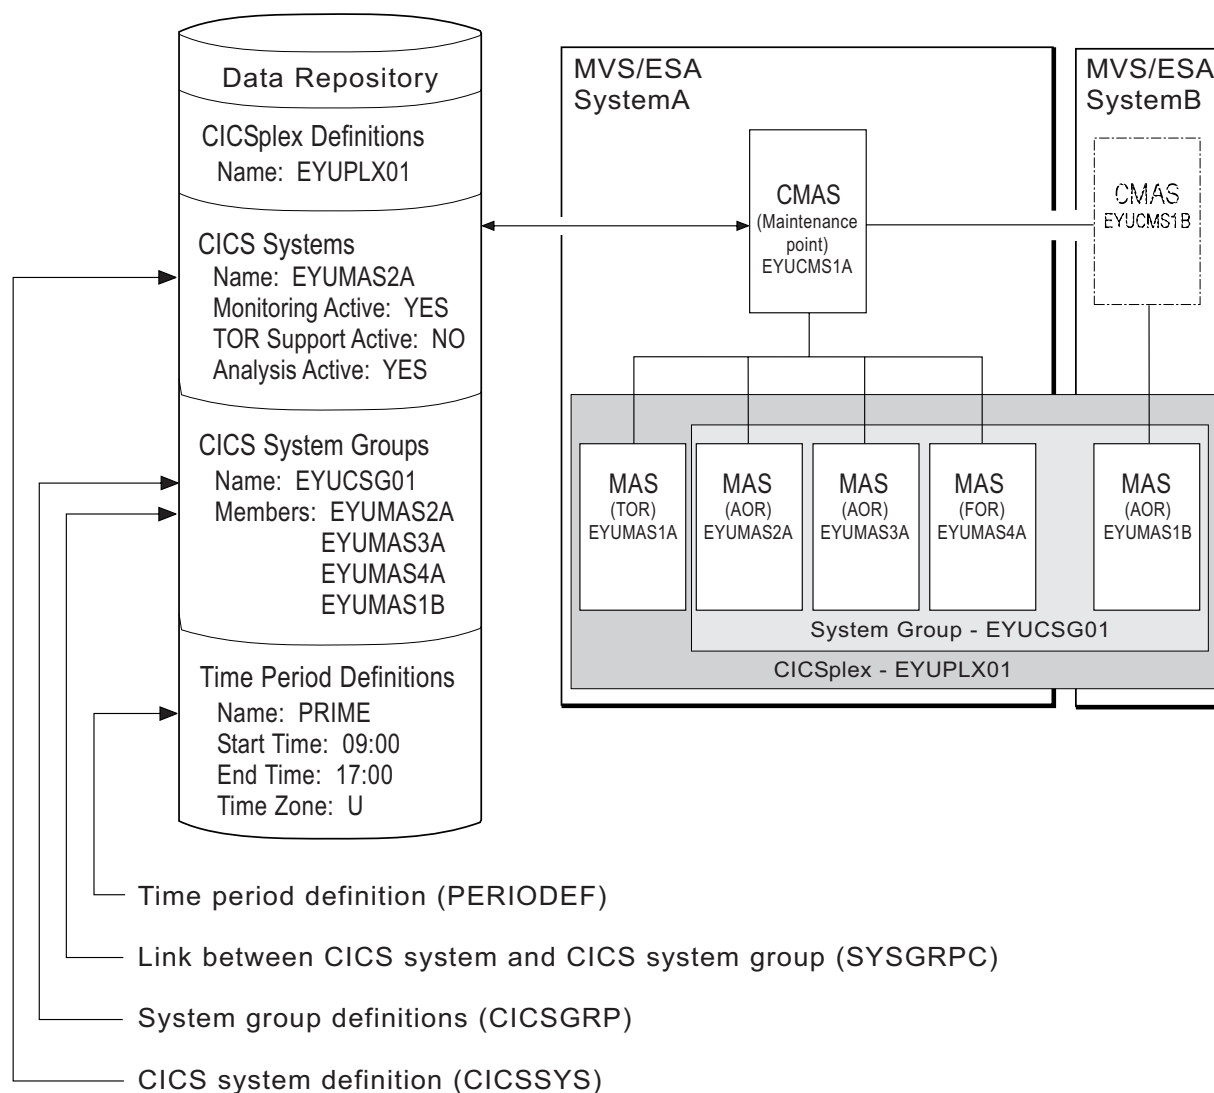 Data Repository
CICSplex Definitions
Name: EYUPLX01
CICS Systems
Name: EYUMAS2A
Monitoring Active: YES
TOR Support Active: NO
Analysis Active: YES
CICS System Groups
Name: EYUCSG01
Members: EYUMAS2A
EYUMAS3A
EYUMAS4A
EYUMAS1B
Time Period Definitions
Name: PRIME
Start Time: 09:00
End Time: 17:00
Time Zone: U
MVS/ESA
SystemA
CMAS
(Maintenance
point)
EYUCMS1A
MVS/ESA
SystemB
CMAS
EYUCMS1B
MAS
(TOR)
EYUMAS1A
MAS
(AOR)
EYUMAS2A
MAS
(AOR)
EYUMAS3A
MAS
(FOR)
EYUMAS4A
MAS
(AOR)
EYUMAS1B
System Group - EYUCSG01
CICSplex - EYUPLX01
Time period definition (PERIODEF)
Link between CICS system and CICS system group (SYSGRPC)
System group definitions (CICSGRP)
CICS system definition (CICSSYS)